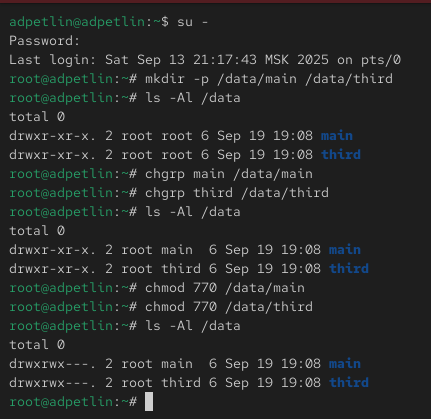 adpetlin@adpetlin:~$ su -
Password:
Last login: Sat Sep 13 21:17:43 MSK 2025 on pts/0
root@adpetlin:~# mkdir -p /data/main /data/third
root@adpetlin:~# ls -Al /data
total 0
drwxr-xr-x. 2 root root 6 Sep 19 19:08 main
drwxr-xr-x. 2 root root 6 Sep 19 19:08 third
root@adpetlin:~# chgrp main /data/main
root@adpetlin:~# chgrp third /data/third
root@adpetlin:~# ls -Al /data
total 0
drwxr-xr-x. 2 root main  6 Sep 19 19:08 main
drwxr-xr-x. 2 root third 6 Sep 19 19:08 third
root@adpetlin:~# chmod 770 /data/main
root@adpetlin:~# chmod 770 /data/third
root@adpetlin:~# ls -Al /data
total 0
drwxrwx---. 2 root main  6 Sep 19 19:08 main
drwxrwx---. 2 root third 6 Sep 19 19:08 third
root@adpetlin:~#